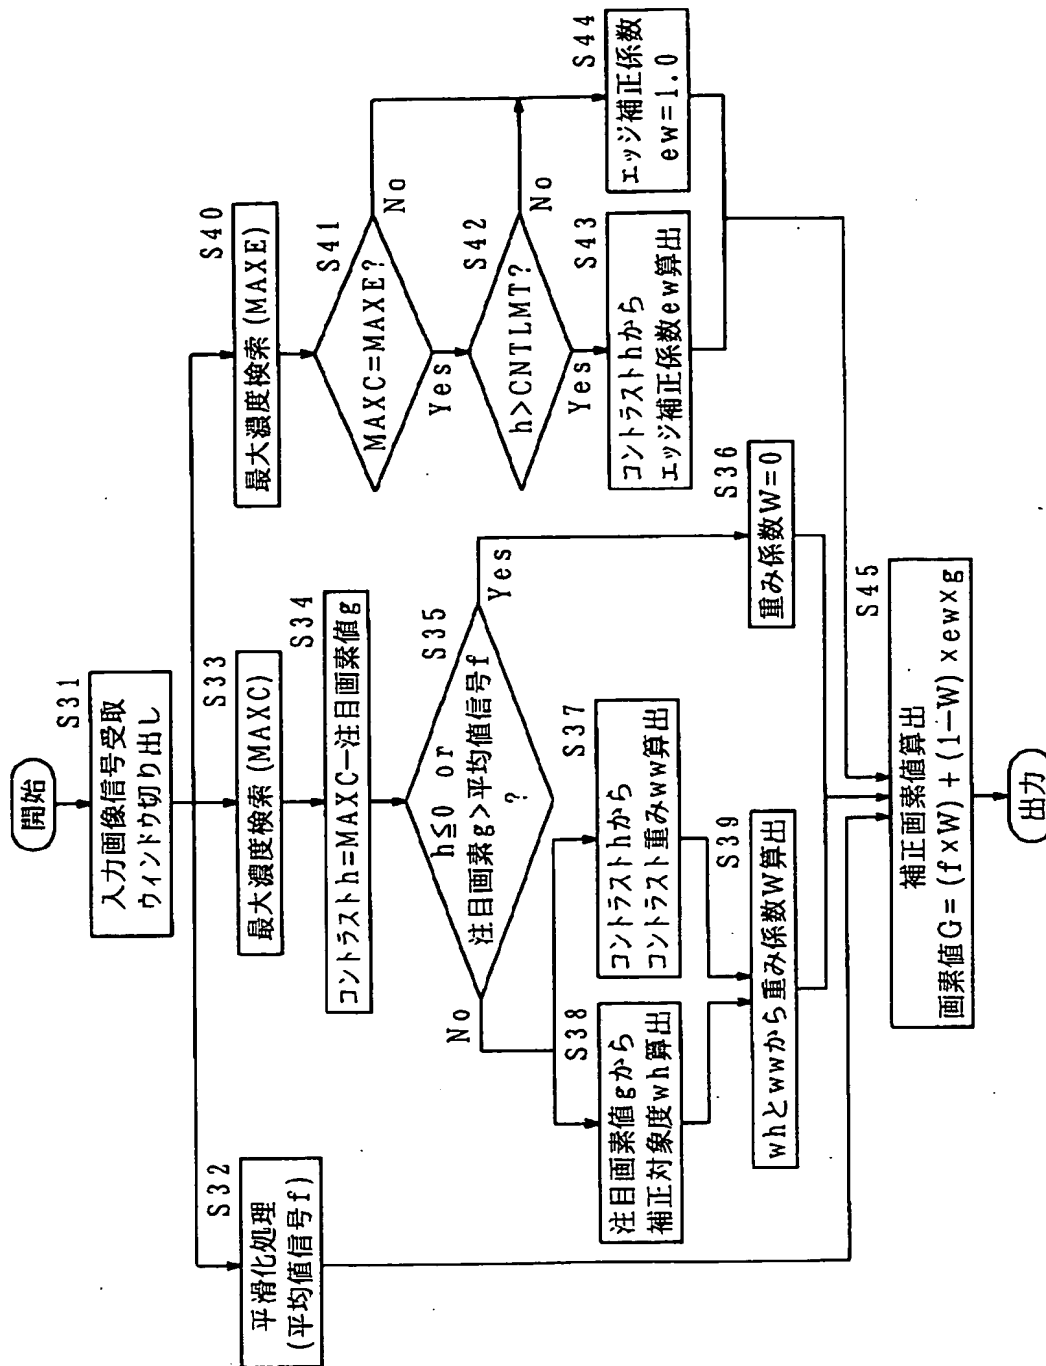 開始
S31
入力画像信号受取
ウィンドウ切り出し
S32
平滑化処理
(平均値信号f)
S33
最大濃度検索(MAXC)
S34
コントラストh=MAXC−注目画素値g
S35
h≦0 or
注目画素g>平均値信号f
?
No
Yes
S36
重み係数W=0
S37
コントラストhから
コントラスト重みww算出
S38
注目画素値gから
補正対象度wh算出
S39
whとwwから重み係数W算出
S40
最大濃度検索(MAXE)
S41
MAXC=MAXE?
No
Yes
S42
h>CNTLMT?
No
Yes
S43
コントラストhから
エッジ補正係数ew算出
S44
エッジ補正係数
ew=1.0
S45
補正画素値算出
画素値G=(f×W)+(1−W)×ew×g
出力